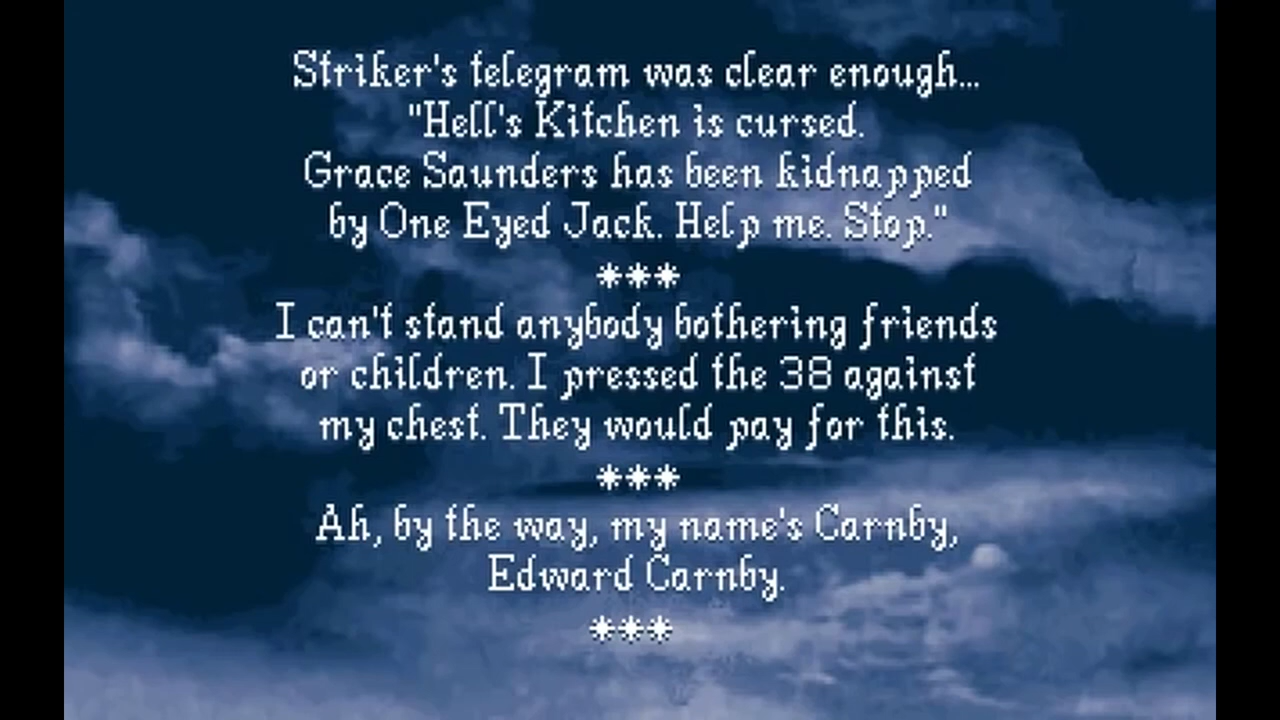 Striker's telegram was clear enough...
"Hell's Kitchen is cursed.
Grace Saunders has been kidnapped
by One Eyed Jack. Help me. Stop."
***
I can't stand anybody bothering friends
or children. I pressed the 38 against
my chest. They would pay for this.
***
Ah, by the way, my name's Carnby,
Edward Carnby.
***